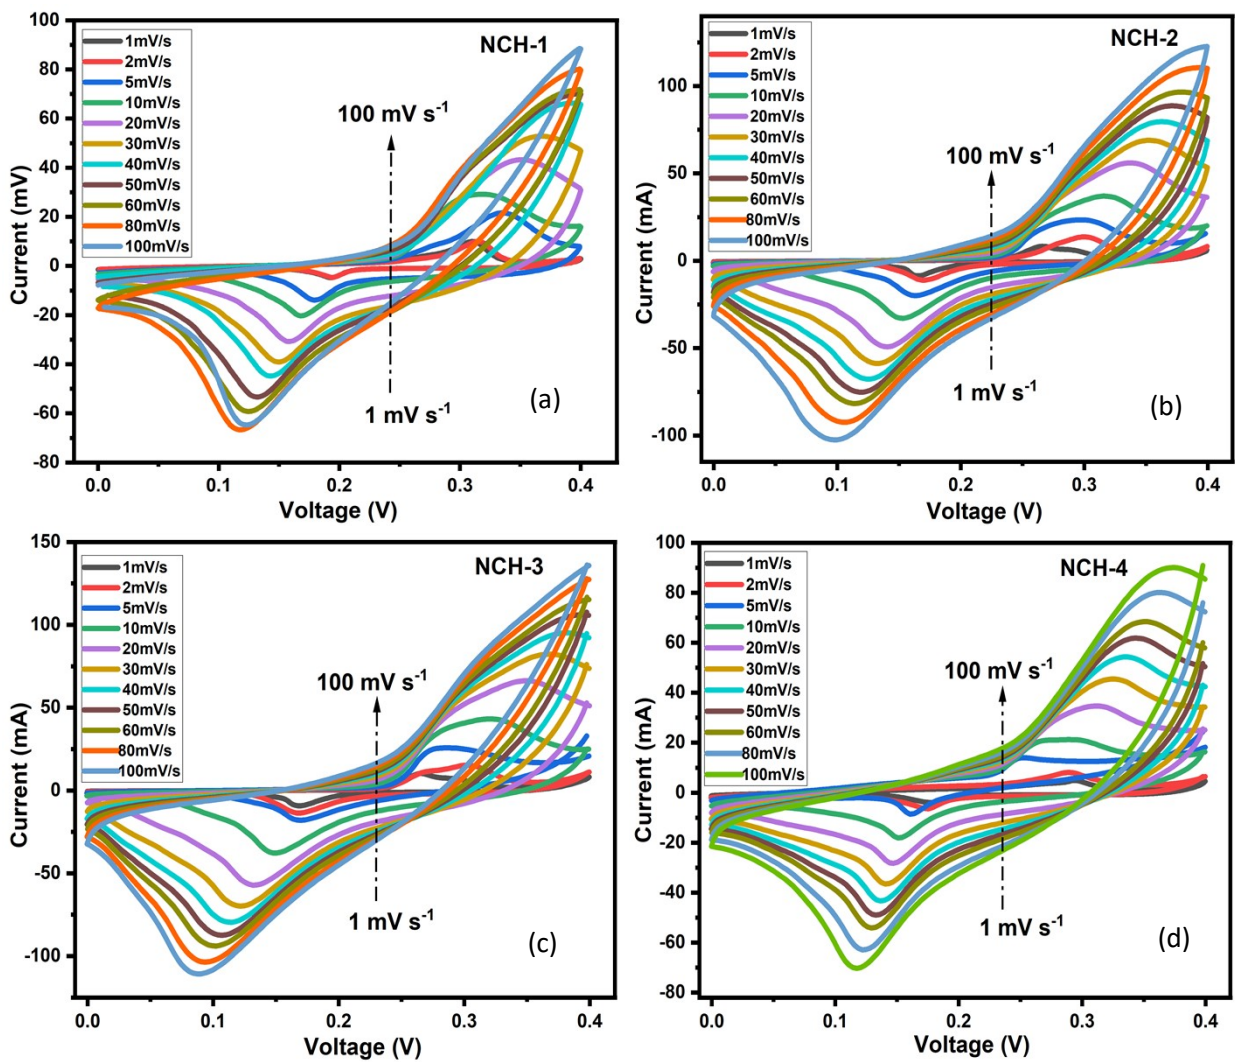 NCH-1
1mV/s
2mV/s
5mV/s
10mV/s
20mV/s
30mV/s
40mV/s
50mV/s
60mV/s
80mV/s
100mV/s
100 mV s⁻¹
1 mV s⁻¹
(a)
Current (mV)
100
80
60
40
20
0
-20
-40
-60
-80
0.0 0.1 0.2 0.3 0.4
Voltage (V)
NCH-2
1mV/s
2mV/s
5mV/s
10mV/s
20mV/s
30mV/s
40mV/s
50mV/s
60mV/s
80mV/s
100mV/s
100 mV s⁻¹
1 mV s⁻¹
(b)
Current (mA)
100
50
0
-50
-100
0.0 0.1 0.2 0.3 0.4
Voltage (V)
NCH-3
1mV/s
2mV/s
5mV/s
10mV/s
20mV/s
30mV/s
40mV/s
50mV/s
60mV/s
80mV/s
100mV/s
100 mV s⁻¹
1 mV s⁻¹
(c)
Current (mA)
150
100
50
0
-50
-100
0.0 0.1 0.2 0.3 0.4
Voltage (V)
NCH-4
1mV/s
2mV/s
5mV/s
10mV/s
20mV/s
30mV/s
40mV/s
50mV/s
60mV/s
80mV/s
100mV/s
100 mV s⁻¹
1 mV s⁻¹
(d)
Current (mA)
100
80
60
40
20
0
-20
-40
-60
-80
0.0 0.1 0.2 0.3 0.4
Voltage (V)